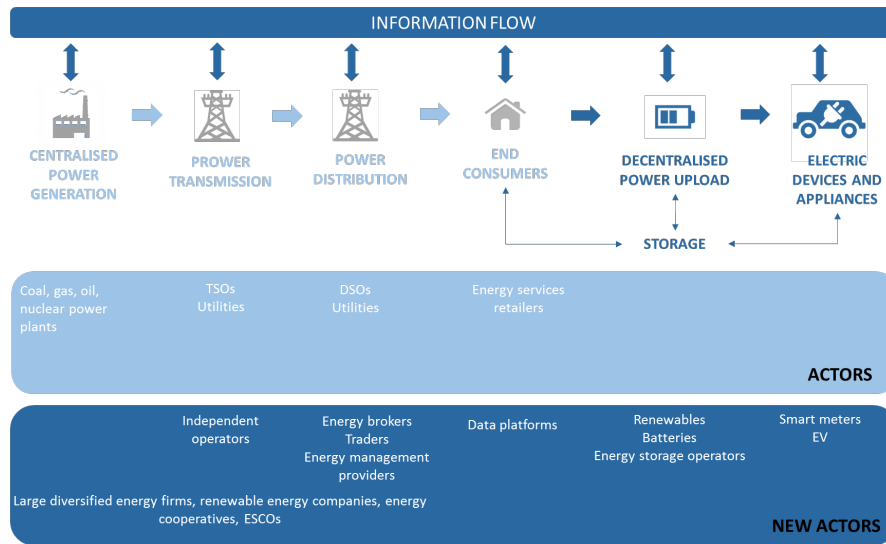 INFORMATION FLOW
CENTRALISED
POWER
GENERATION
PROWER
TRANSMISSION
POWER
DISTRIBUTION
END
CONSUMERS
DECENTRALISED
POWER UPLOAD
ELECTRIC
DEVICES AND
APPLIANCES
STORAGE
Coal, gas, oil,
nuclear power
plants
TSOs
Utilities
DSOs
Utilities
Energy services
retailers
ACTORS
Independent
operators
Energy brokers
Traders
Energy management
providers
Data platforms
Renewables
Batteries
Energy storage operators
Smart meters
EV
Large diversified energy firms, renewable energy companies, energy
cooperatives, ESCOs
NEW ACTORS